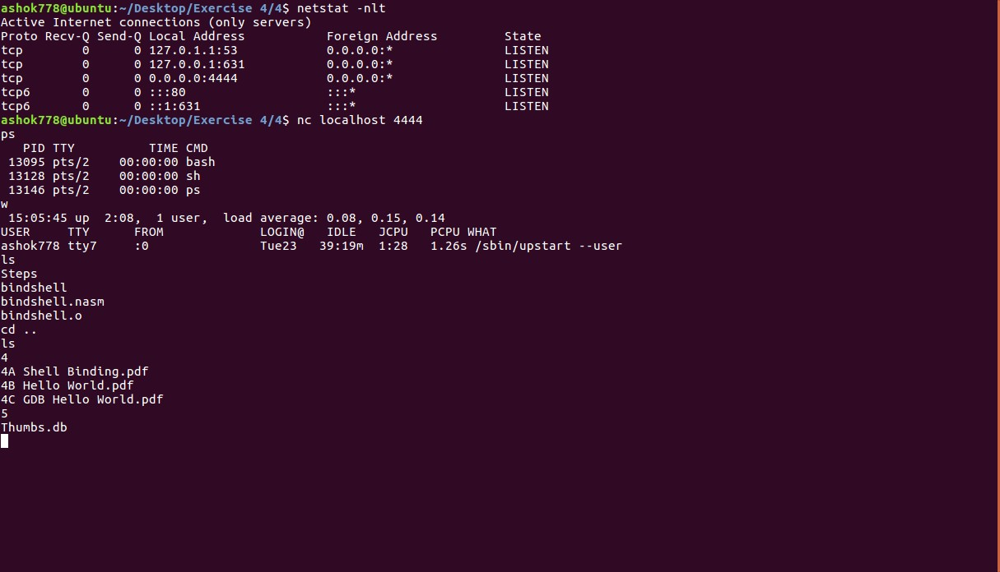 ashok778@ubuntu:~/Desktop/Exercise 4/4$ netstat -nlt
Active Internet connections (only servers)
Proto Recv-Q Send-Q Local Address           Foreign Address         State
tcp        0      0 127.0.1.1:53            0.0.0.0:*               LISTEN
tcp        0      0 127.0.0.1:631           0.0.0.0:*               LISTEN
tcp        0      0 0.0.0.0:4444            0.0.0.0:*               LISTEN
tcp6       0      0 :::80                   :::*                    LISTEN
tcp6       0      0 ::1:631                 :::*                    LISTEN
ashok778@ubuntu:~/Desktop/Exercise 4/4$ nc localhost 4444
ps
   PID TTY          TIME CMD
 13095 pts/2    00:00:00 bash
 13128 pts/2    00:00:00 sh
 13146 pts/2    00:00:00 ps
w
 15:05:45 up  2:08,  1 user,  load average: 0.08, 0.15, 0.14
USER     TTY      FROM             LOGIN@   IDLE   JCPU   PCPU WHAT
ashok778 tty7     :0               Tue23   39:19m  1:28   1.26s /sbin/upstart --user
ls
Steps
bindshell
bindshell.nasm
bindshell.o
cd ..
ls
4
4A Shell Binding.pdf
4B Hello World.pdf
4C GDB Hello World.pdf
5
Thumbs.db